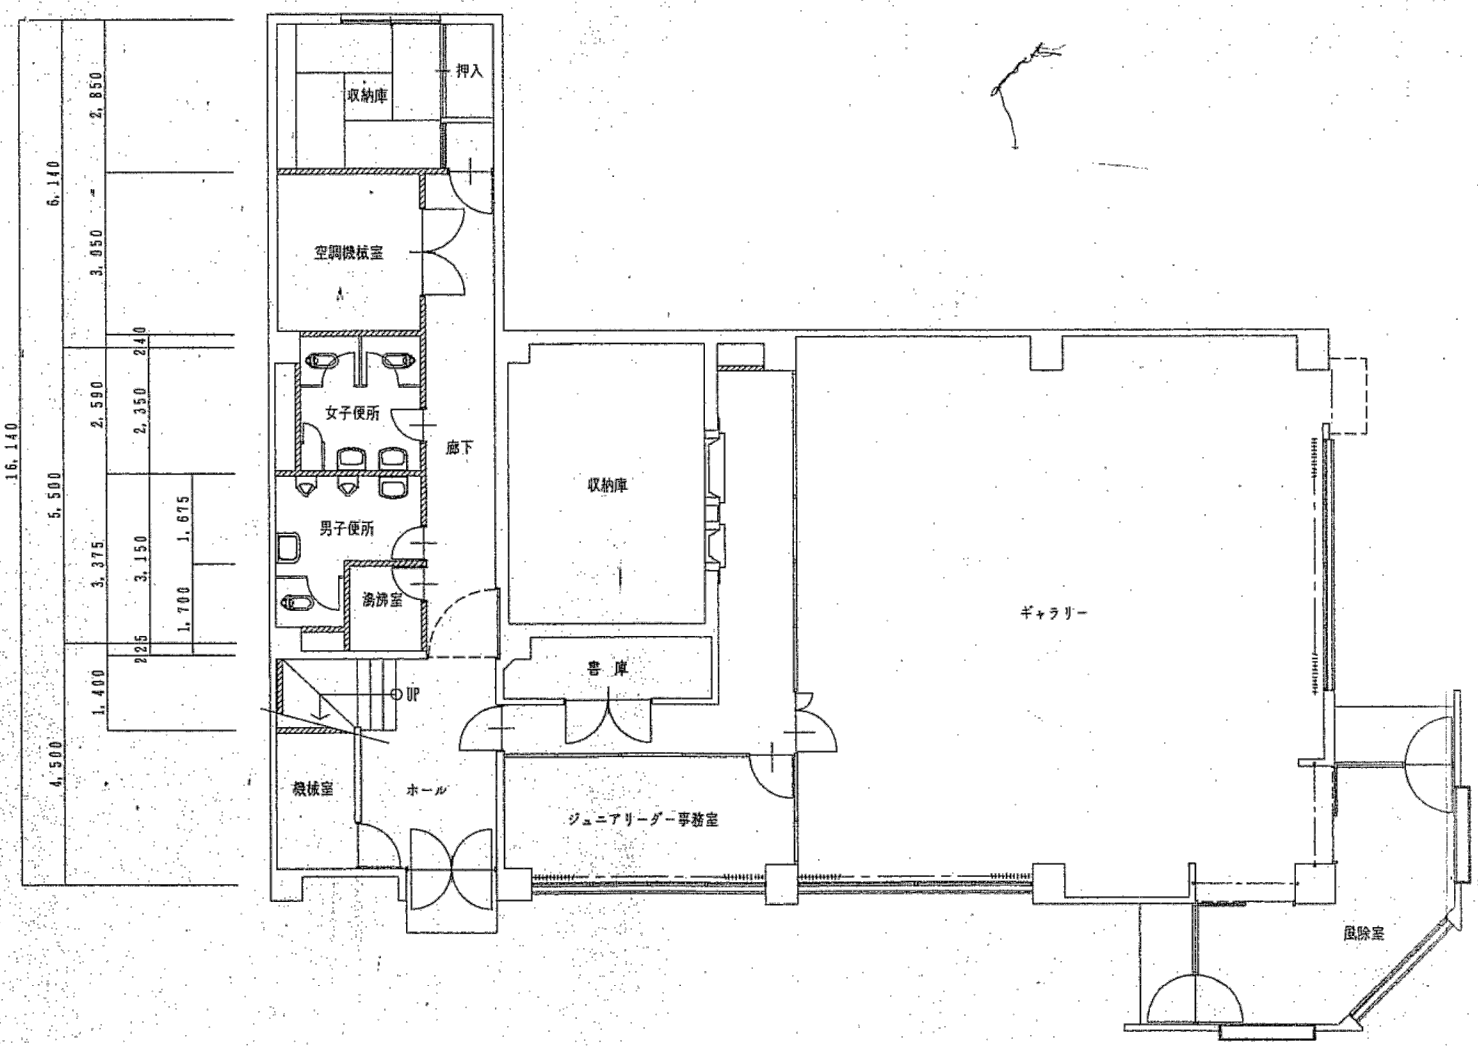 押入
収納庫
空調機械室
女子便所
廊下
収納庫
男子便所
湯沸室
ギャラリー
書庫
UP
機械室
ホール
ジュニアリーダー事務室
風除室
16,140
6,140
5,500
4,500
2,850
3,050
2,590
3,375
1,400
240
2,350
3,150
225
1,675
1,700